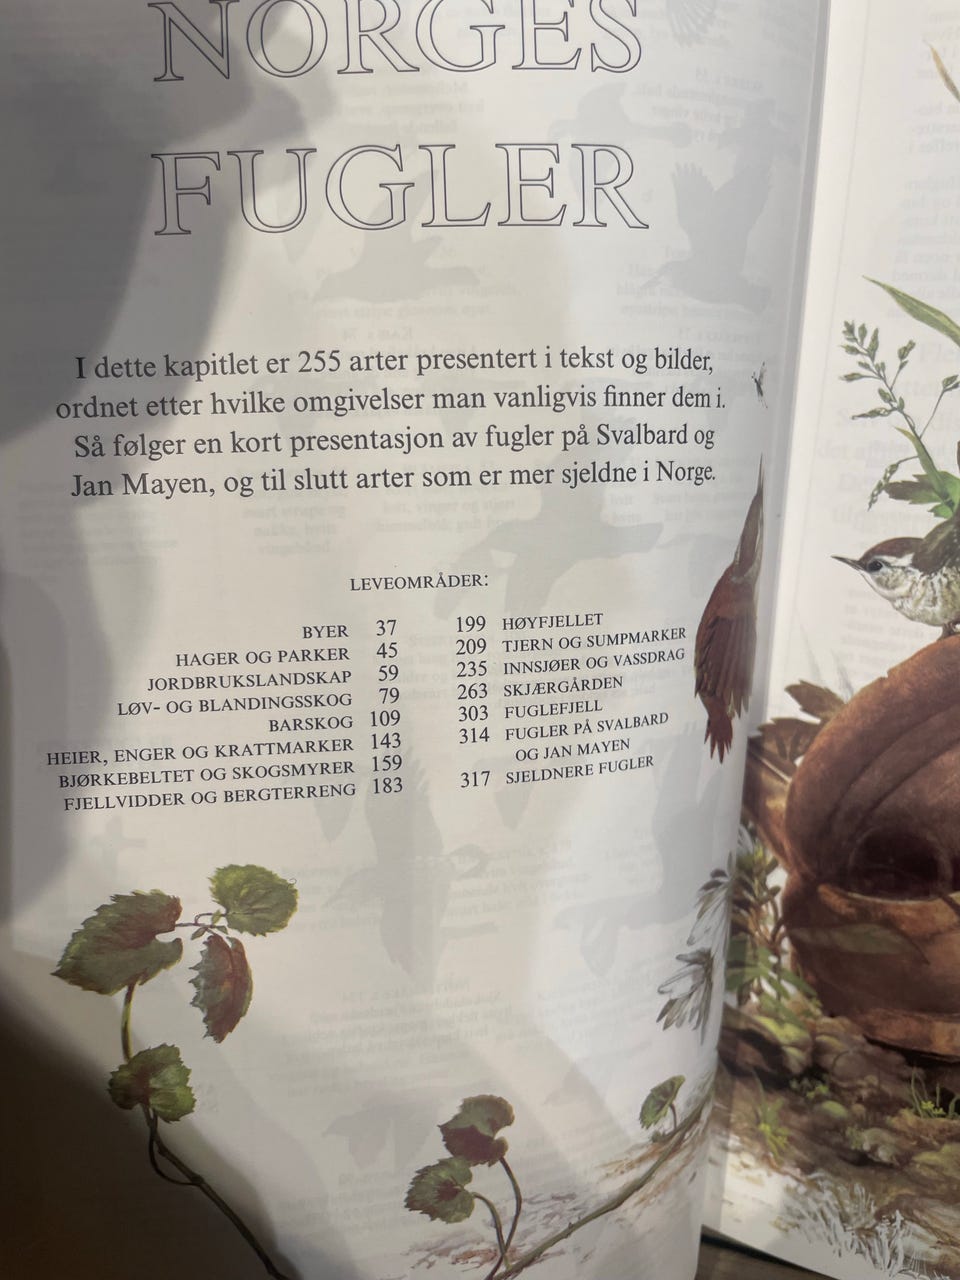 NORGES
FUGLER
I dette kapitlet er 255 arter presentert i tekst og bilder,
ordnet etter hvilke omgivelser man vanligvis finner dem i.
Så følger en kort presentasjon av fugler på Svalbard og
Jan Mayen, og til slutt arter som er mer sjeldne i Norge.
LEVEOMRÅDER:
BYER 37
HAGER OG PARKER 45
JORDBRUKSLANDSKAP 59
LØV- OG BLANDINGSSKOG 79
BARSKOG 109
HEIER, ENGER OG KRATTMARKER 143
BJØRKEBELTET OG SKOGSMYRER 159
FJELLVIDDER OG BERGTERRENG 183
199 HØYFJELLET
209 TJERN OG SUMPMARKER
235 INNSJØER OG VASSDRAG
263 SKJÆRGÅRDEN
303 FUGLEFJELL
314 FUGLER PÅ SVALBARD
OG JAN MAYEN
317 SJELDNERE FUGLER